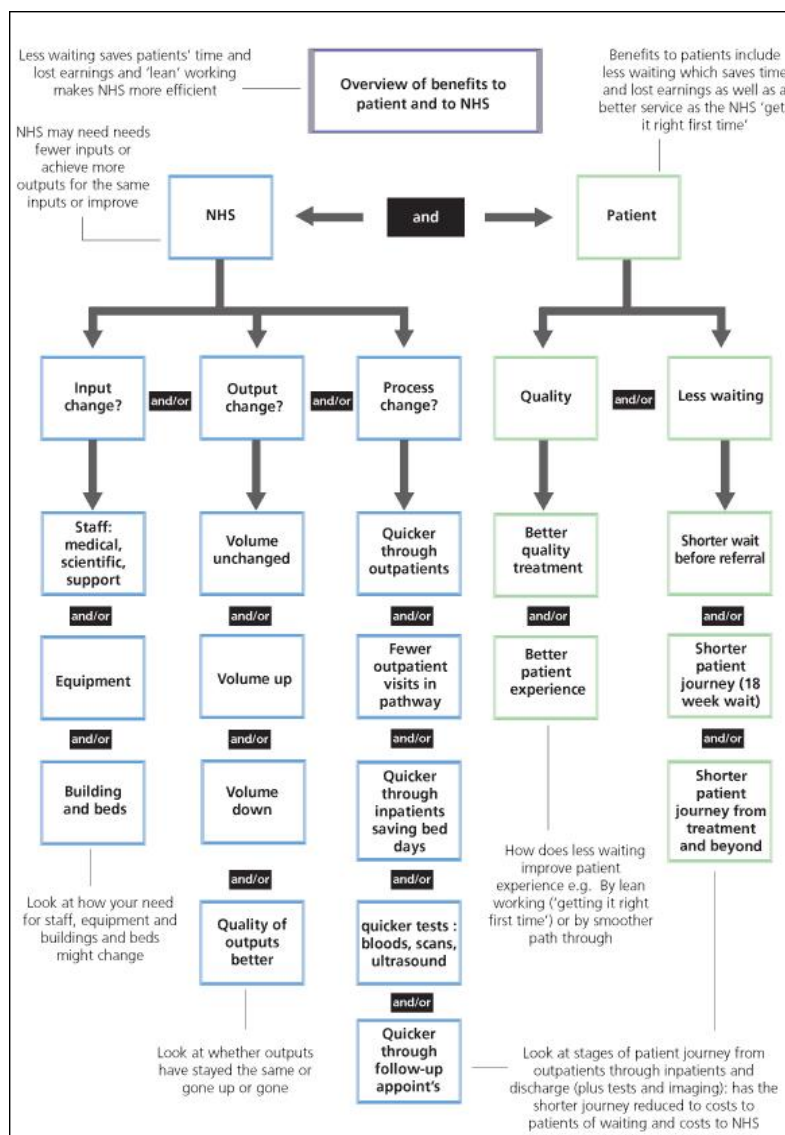 Less waiting saves patients' time and
lost earnings and 'lean' working
makes NHS more efficient
Overview of benefits to
patient and to NHS
Benefits to patients include
less waiting which saves time
and lost earnings as well as a
better service as the NHS 'get
it right first time'
NHS may need needs
fewer inputs or
achieve more
outputs for the same
inputs or improve
NHS
and
Patient
Input
change?
and/or
Output
change?
and/or
Process
change?
Quality
and/or
Less waiting
Staff:
medical,
scientific,
support
Volume
unchanged
Quicker
through
outpatients
Better
quality
treatment
Shorter wait
before referral
and/or
and/or
and/or
and/or
and/or
Equipment
Volume up
Fewer
outpatient
visits in
pathway
Better
patient
experience
Shorter
patient
journey (18
week wait)
and/or
and/or
and/or
and/or
Building
and beds
Volume
down
Quicker
through
inpatients
saving bed
days
Shorter
patient
journey from
treatment
and beyond
How does less waiting
improve patient
experience e.g. By lean
working ('getting it right
first time') or by smoother
path through
Look at how your need
for staff, equipment and
buildings and beds
might change
and/or
and/or
Quality of
outputs
better
quicker tests :
bloods, scans,
ultrasound
and/or
Look at whether outputs
have stayed the same or
gone up or gone
Quicker
through
follow-up
appoint's
Look at stages of patient journey from
outpatients through inpatients and
discharge (plus tests and imaging): has the
shorter journey reduced to costs to
patients of waiting and costs to NHS